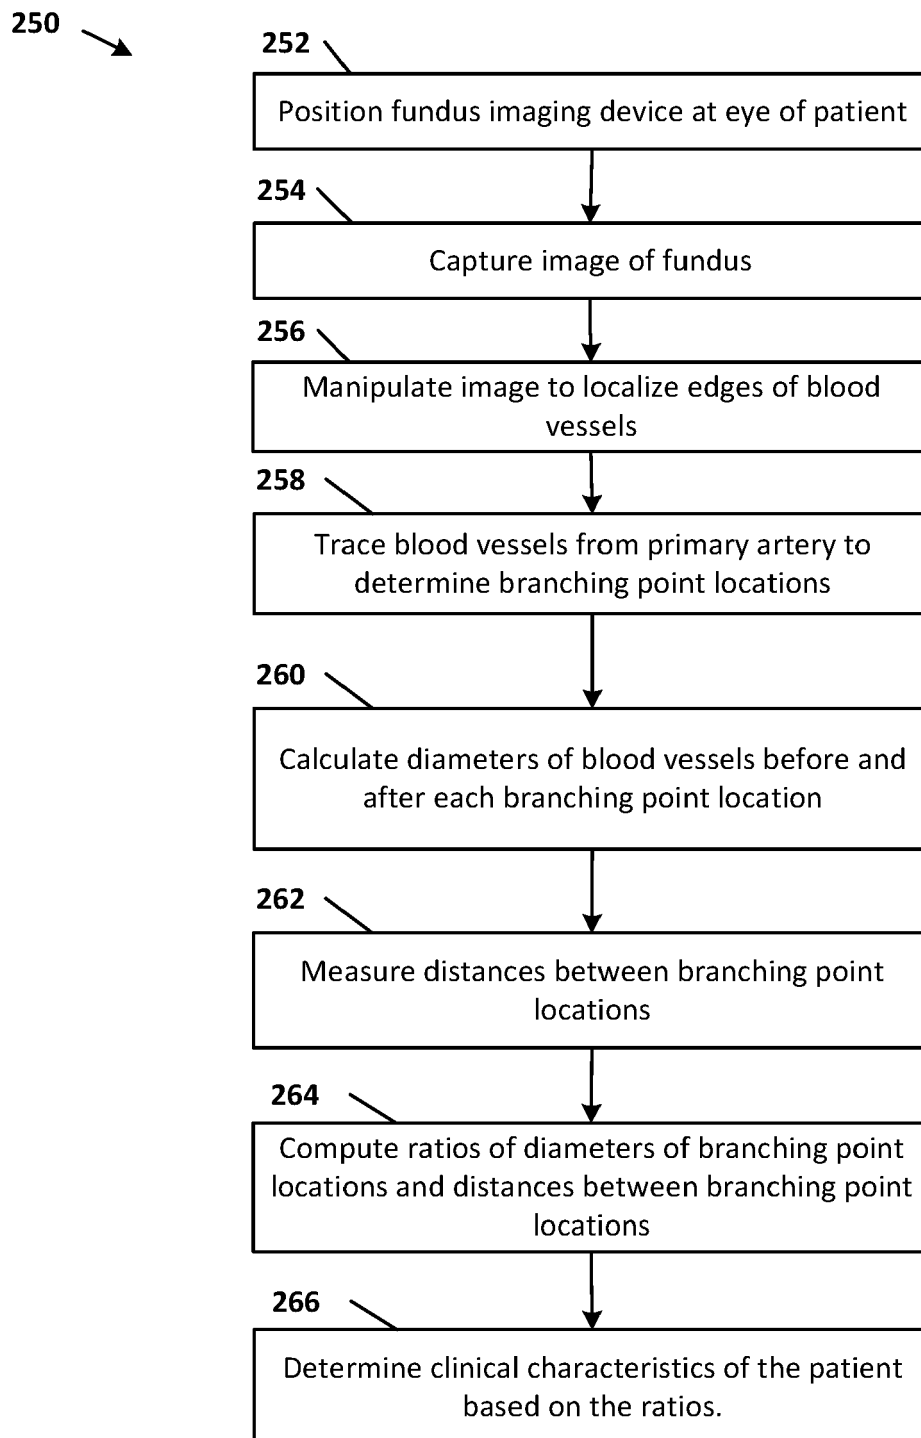 250
252
Position fundus imaging device at eye of patient
254
Capture image of fundus
256
Manipulate image to localize edges of blood
vessels
258
Trace blood vessels from primary artery to
determine branching point locations
260
Calculate diameters of blood vessels before and
after each branching point location
262
Measure distances between branching point
locations
264
Compute ratios of diameters of branching point
locations and distances between branching point
locations
266
Determine clinical characteristics of the patient
based on the ratios.